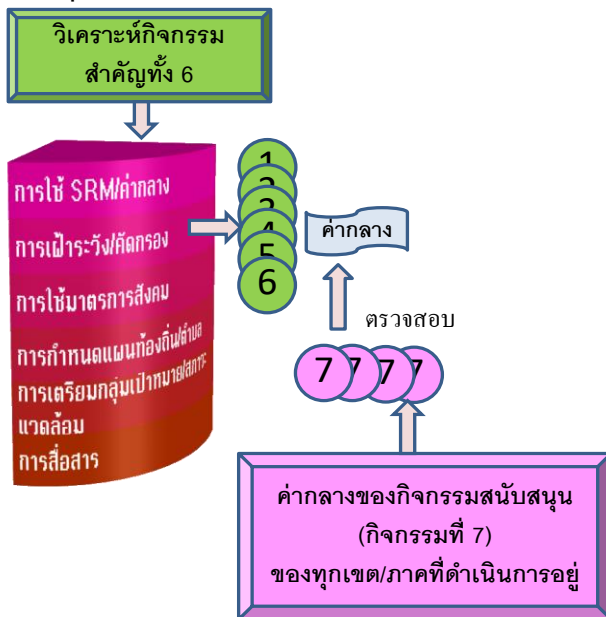 วิเคราะห์กิจกรรม
สำคัญทั้ง 6
การใช้ SRM/ค่ากลาง
การเฝ้าระวัง/คัดกรอง
การใช้มาตรการสังคม
การกำหนดแผนท้องถิ่น/ตำบล
การเตรียมกลุ่มเป้าหมาย/สภาวะ
แวดล้อม
การสื่อสาร
1
2
3
4
5
6
ค่ากลาง
ตรวจสอบ
7 7 7 7
ค่ากลางของกิจกรรมสนับสนุน
(กิจกรรมที่ 7)
ของทุกเขต/ภาคที่ดำเนินการอยู่